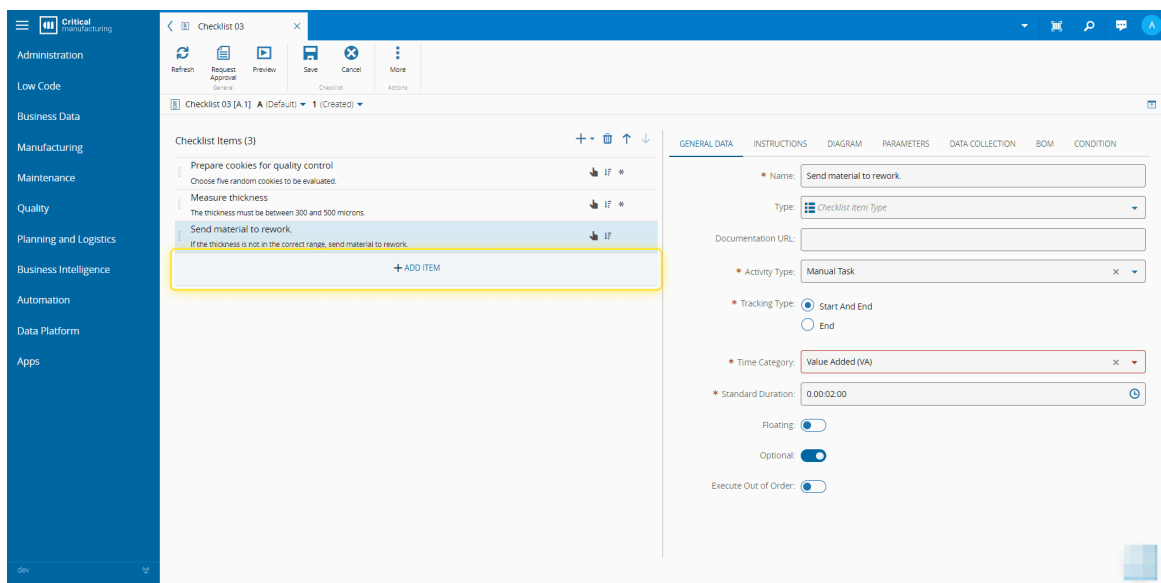 Critical
manufacturing
Checklist 03
A
Administration
Low Code
Business Data
Manufacturing
Maintenance
Quality
Planning and Logistics
Business Intelligence
Automation
Data Platform
Apps
dev
Refresh
Request
Approval
Preview
Save
Cancel
More
General
Checklist
Actions
Checklist 03 [A.1] A (Default) 1 (Created)
Checklist Items (3)
Prepare cookies for quality control
Choose five random cookies to be evaluated.
Measure thickness
The thickness must be between 300 and 500 microns.
Send material to rework.
If the thickness is not in the correct range, send material to rework.
+ ADD ITEM
GENERAL DATA INSTRUCTIONS DIAGRAM PARAMETERS DATA COLLECTION BOM CONDITION
* Name: Send material to rework.
Type: Checklist Item Type
Documentation URL:
* Activity Type: Manual Task
* Tracking Type: Start And End
End
* Time Category: Value Added (VA)
* Standard Duration: 0.00:02:00
Floating:
Optional:
Execute Out of Order: